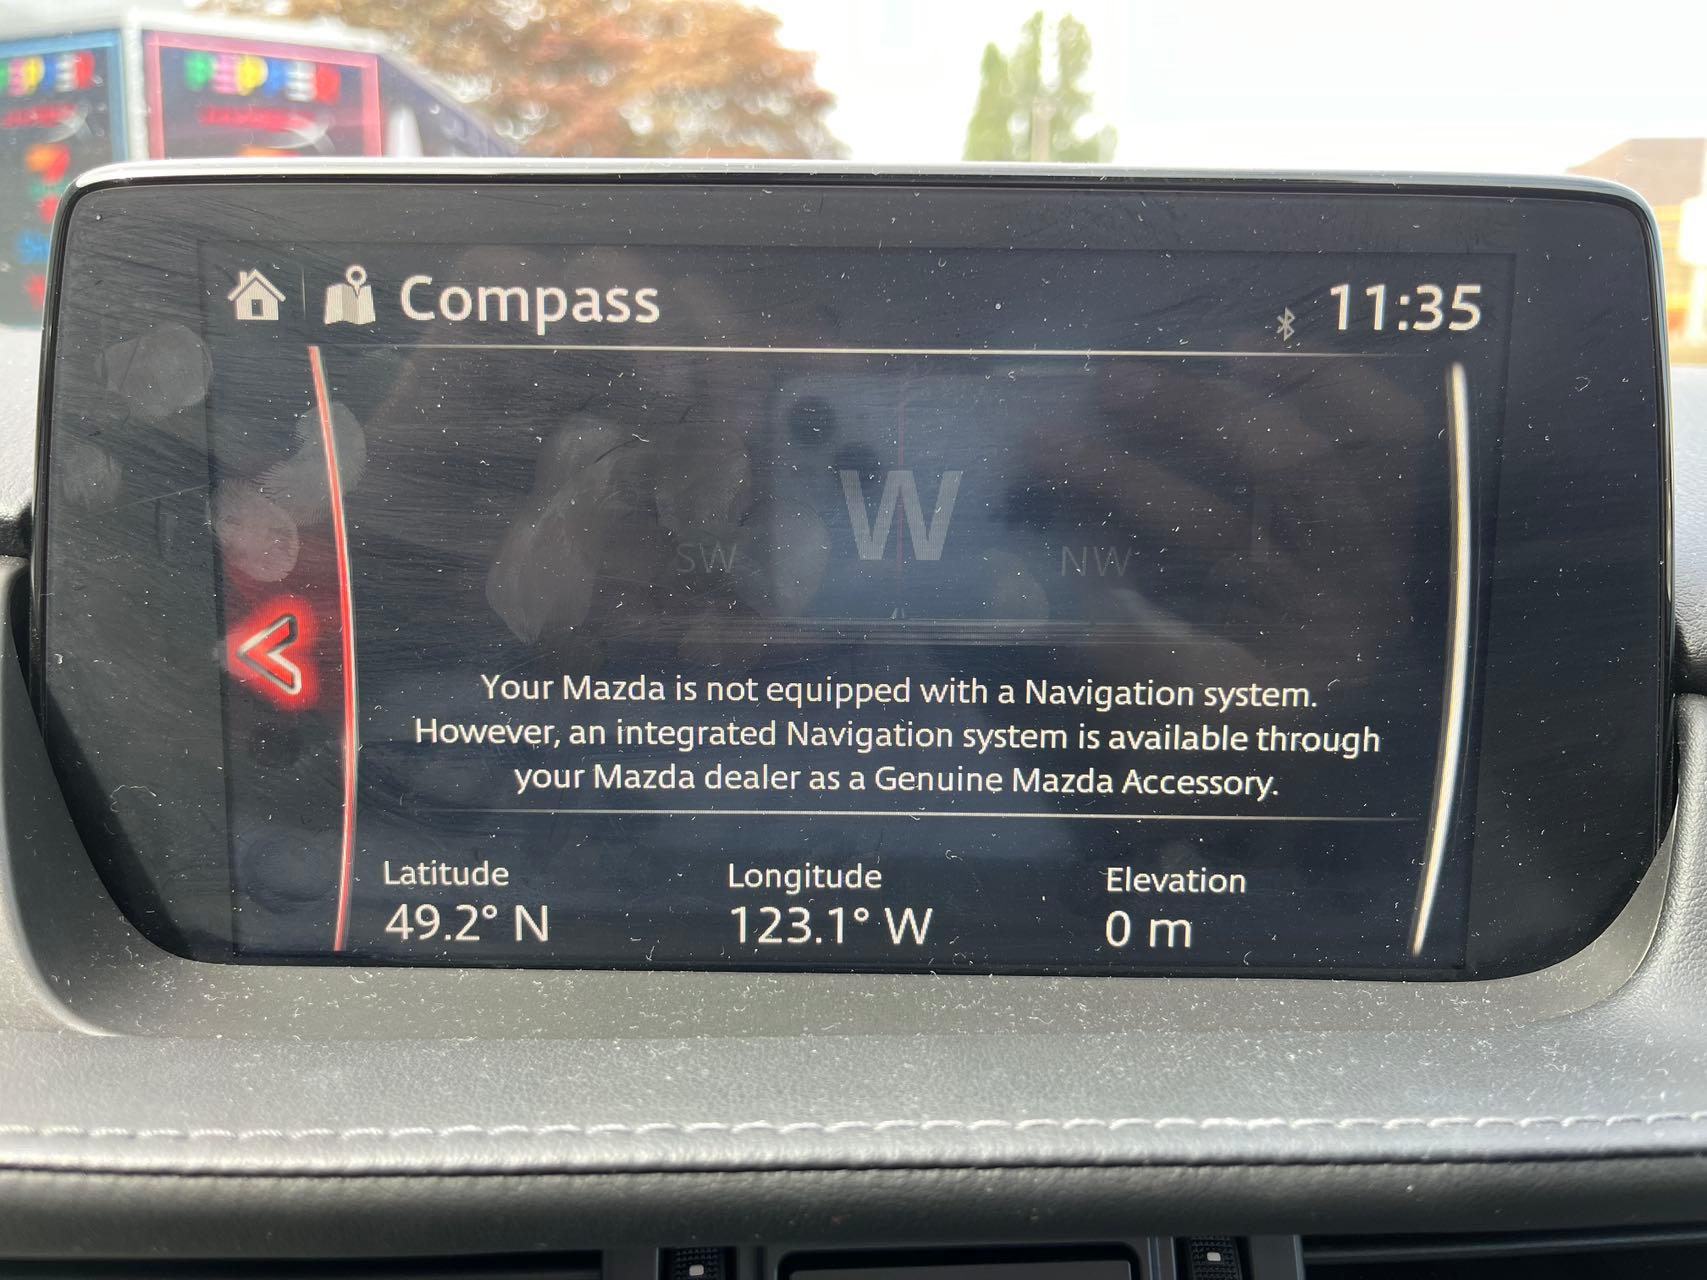 Compass
11:35
SW
W
NW
Your Mazda is not equipped with a Navigation system.
However, an integrated Navigation system is available through
your Mazda dealer as a Genuine Mazda Accessory.
Latitude
Longitude
Elevation
49.2° N
123.1° W
0 m